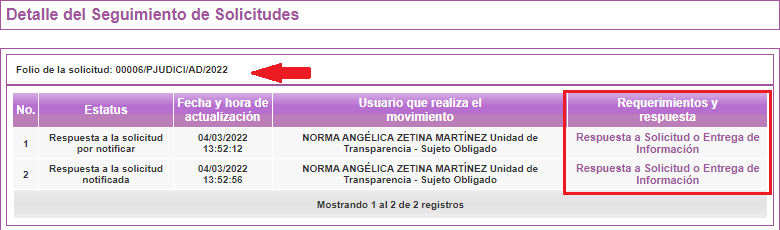 Detalle del Seguimiento de Solicitudes
Folio de la solicitud: 00006/PJUDICI/AD/2022
No. Estatus Fecha y hora de actualización Usuario que realiza el movimiento Requerimientos y respuesta
1 Respuesta a la solicitud por notificar 04/03/2022 13:52:12 NORMA ANGÉLICA ZETINA MARTÍNEZ Unidad de Transparencia - Sujeto Obligado Respuesta a Solicitud o Entrega de Información
2 Respuesta a la solicitud notificada 04/03/2022 13:52:56 NORMA ANGÉLICA ZETINA MARTÍNEZ Unidad de Transparencia - Sujeto Obligado Respuesta a Solicitud o Entrega de Información
Mostrando 1 al 2 de 2 registros